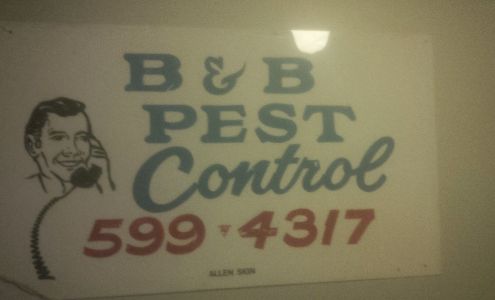 B & B
PEST
Control
599-4317
ALLEN SIGN